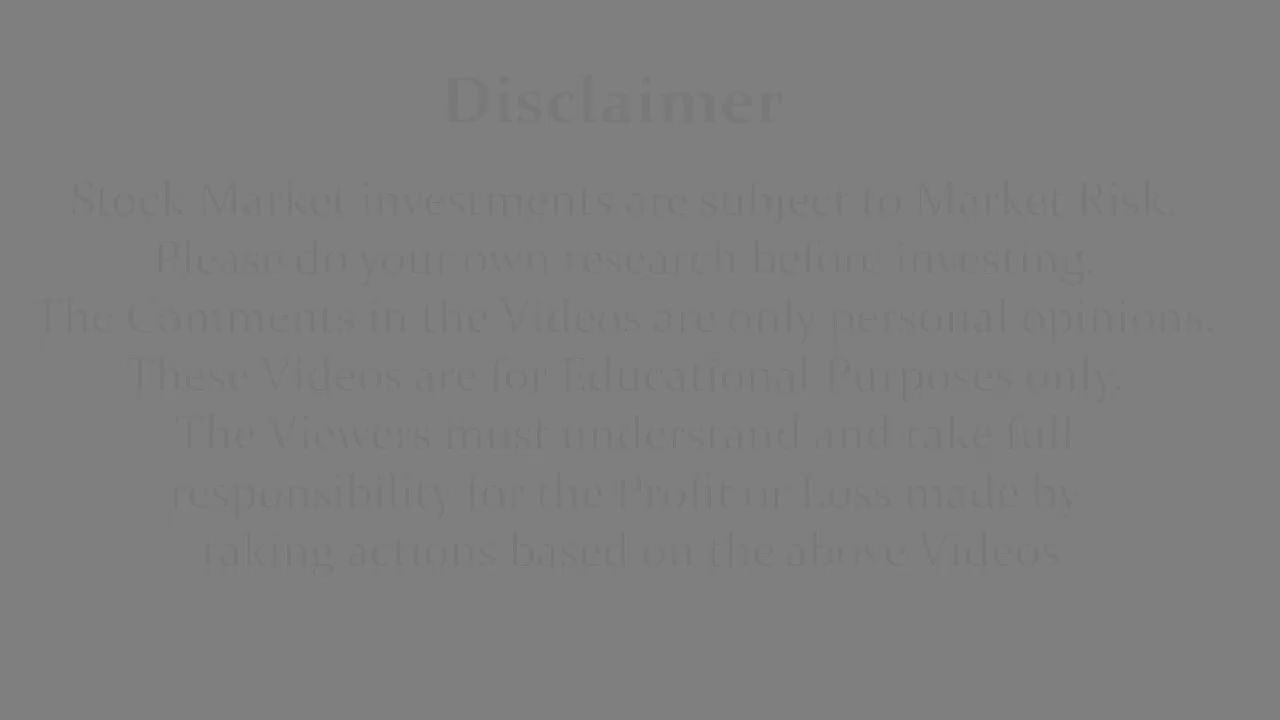 Disclaimer
Stock Market investments are subject to Market Risk.
Please do your own research before investing.
The Comments in the Videos are only personal opinions.
These Videos are for Educational Purposes only.
The Viewers must understand and take full
responsibility for the Profit or Loss made by
taking actions based on the above Videos